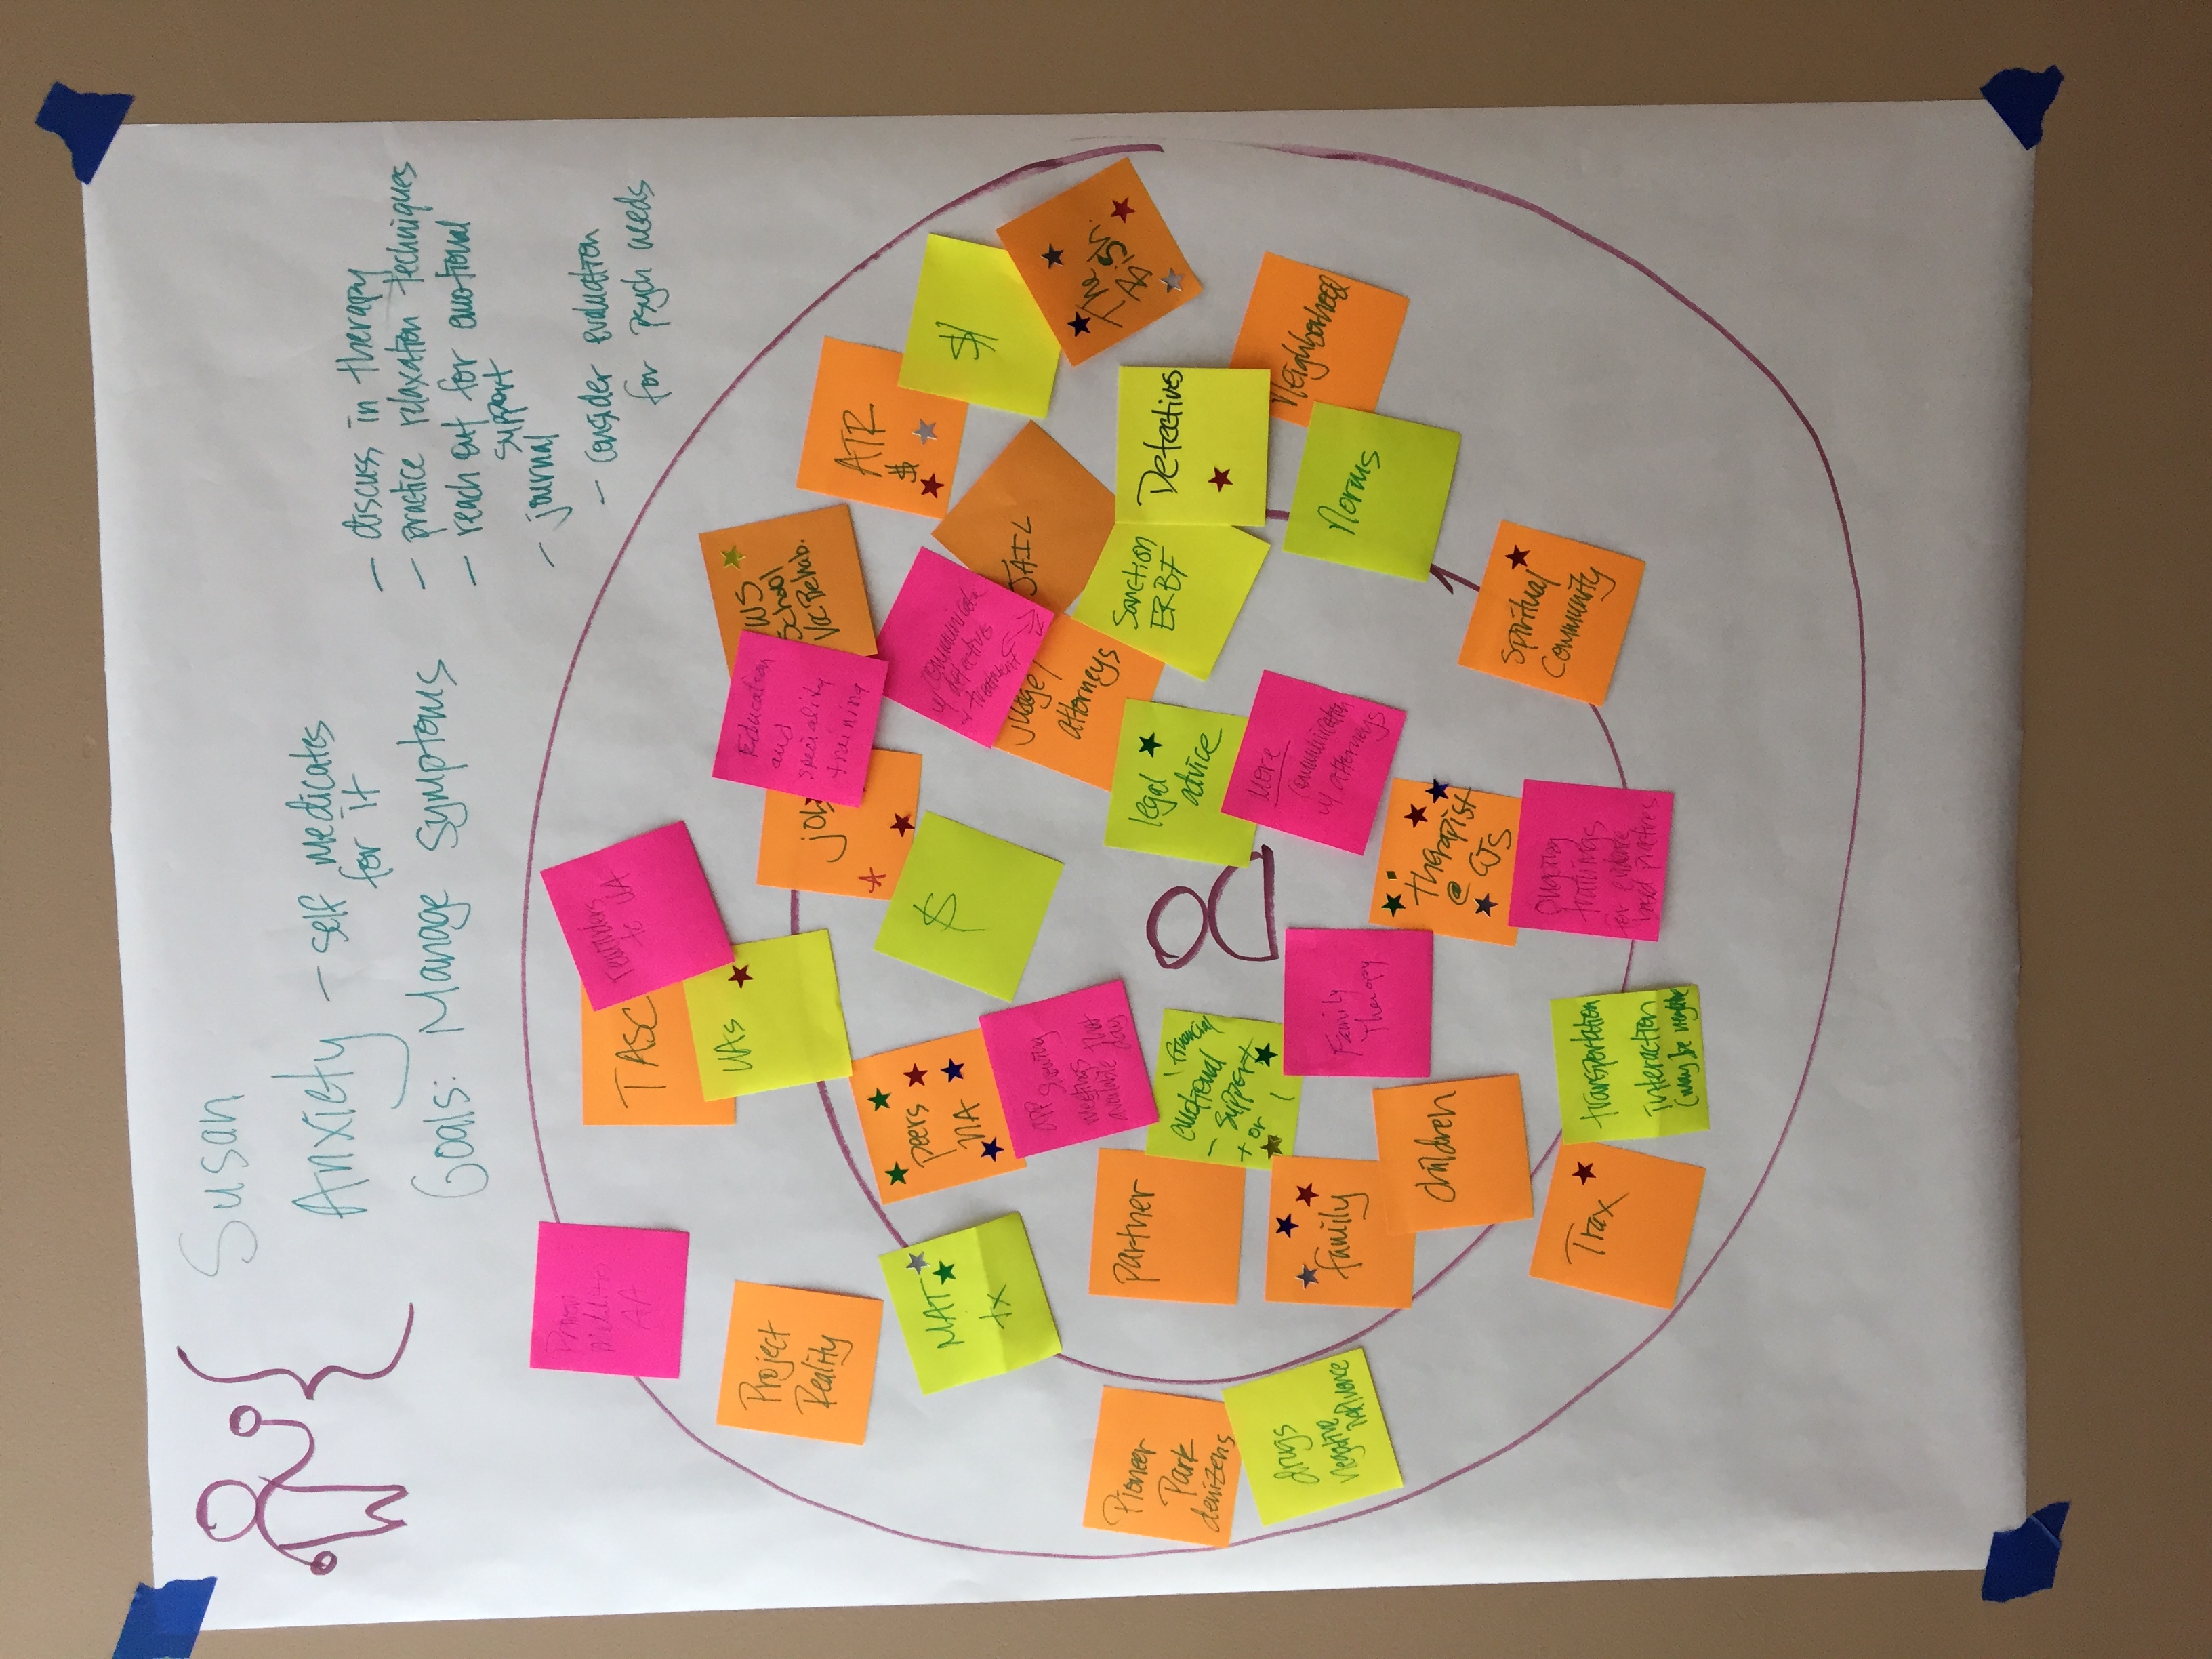 Susan
Anxiety – self medicates
for it
Goals: Manage symptoms
– discuss in therapy
– practice relaxation techniques
– reach out for emotional
support
– journal
– consider evaluation
for psych needs
AA
TASC
reminders
to UA
UAs
Project
Reality
job
Education
and
speciality
training
WS
School
Voc Rehab.
ATR
$
$
MAT
tx
peers
NA
$
communicate
w/ detectives
+ treatment
JAIL
judge/
attorneys
The
Bish.
app showing
meetings
available that
day
Pioneer
Park
denizens
partner
emotional
/ financial
– support
+ or
legal
advice
Sanction
ERBF
Detectives
drugs
negative
influence
family
Family
Therapy
More
communication
w/ attorneys
Norms
Neighborhood
children
therapist
@ CJS
Spiritual
Community
Trax
transportation
interaction
(may be negative
Ongoing
trainings
for evidence
based practices